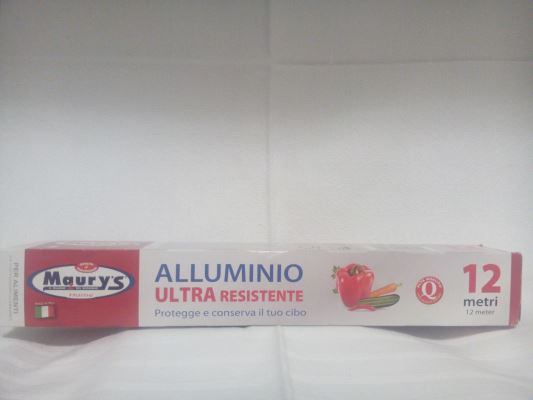 PER ALIMENTI
Maury's
ALLUMINIO
ULTRA RESISTENTE
Protegge e conserva il tuo cibo
Q
12
metri
12 meter